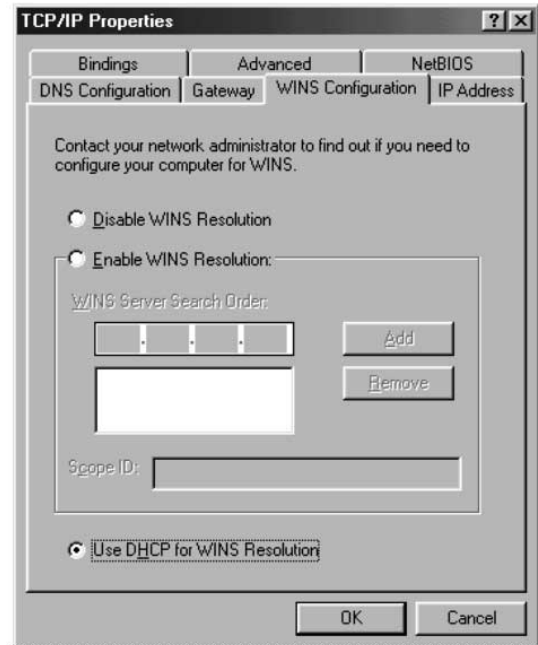 TCP/IP Properties
Bindings Advanced NetBIOS
DNS Configuration Gateway WINS Configuration IP Address
Contact your network administrator to find out if you need to
configure your computer for WINS.
Disable WINS Resolution
Enable WINS Resolution:
WINS Server Search Order:
Add
Remove
Scope ID:
Use DHCP for WINS Resolution
OK Cancel